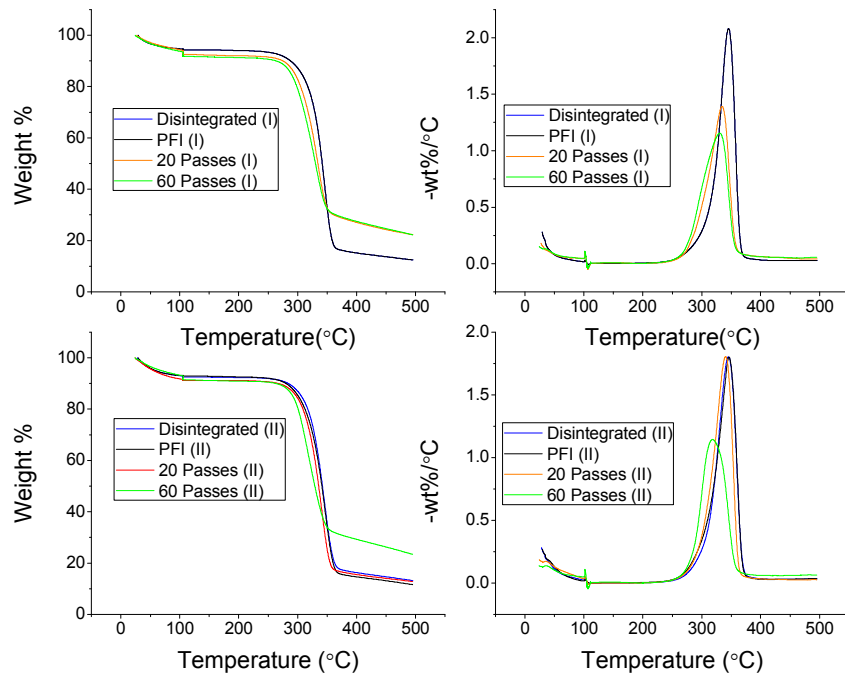 100
80
60
40
20
0
Weight %
Disintegrated (I)
PFI (I)
20 Passes (I)
60 Passes (I)
0 100 200 300 400 500
Temperature(°C)
2.0
1.5
1.0
0.5
0.0
-wt%/°C
Disintegrated (I)
PFI (I)
20 Passes (I)
60 Passes (I)
0 100 200 300 400 500
Temperature(°C)
100
80
60
40
20
0
Weight %
Disintegrated (II)
PFI (II)
20 Passes (II)
60 Passes (II)
0 100 200 300 400 500
Temperature (°C)
2.0
1.5
1.0
0.5
0.0
-wt%/°C
Disintegrated (II)
PFI (II)
20 Passes (II)
60 Passes (II)
0 100 200 300 400 500
Temperature (°C)